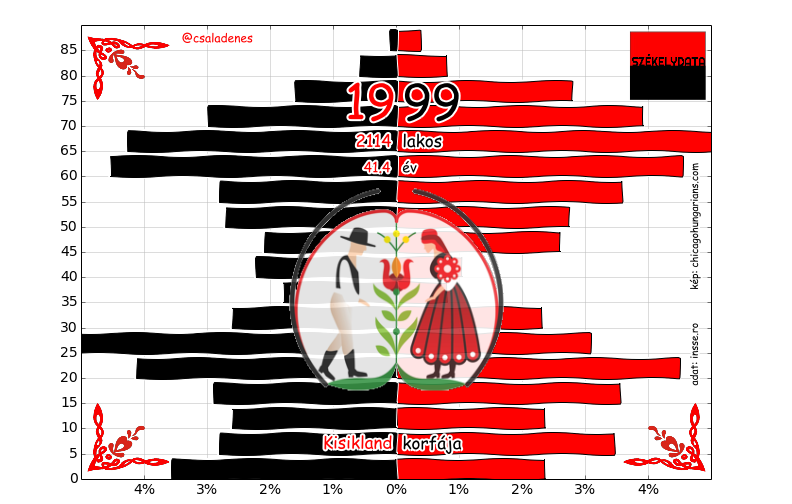 @csaladenes
SZÉKELYDATA
1999
2114 lakos
41,4 év
kép: chicagohungarians.com
adat: insse.ro
Kisikland korfája
85
80
75
70
65
60
55
50
45
40
35
30
25
20
15
10
5
0
4% 3% 2% 1% 0% 1% 2% 3% 4%